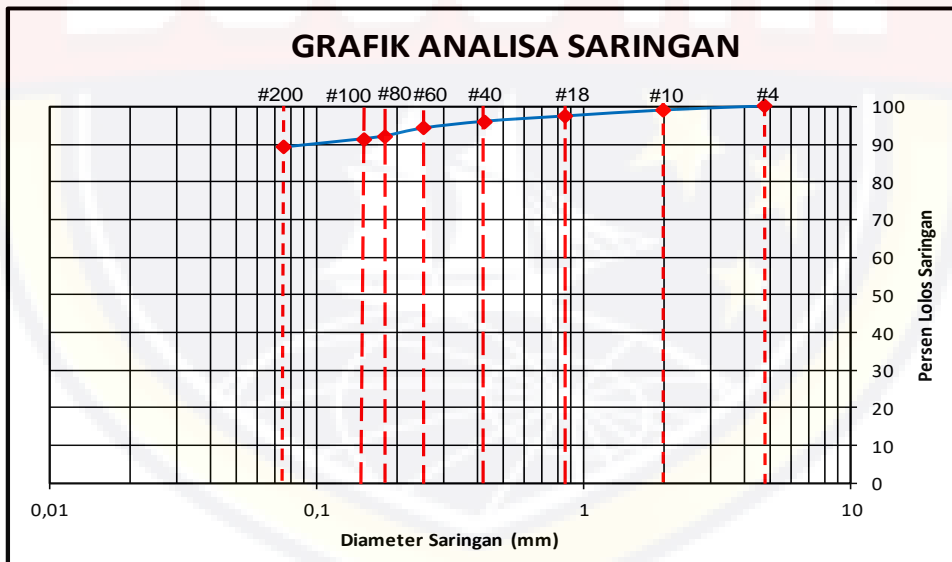 GRAFIK ANALISA SARINGAN
#200 #100 #80 #60 #40 #18 #10 #4
100
90
80
70
60
50
40
30
20
10
0
Persen Lolos Saringan
0,01 0,1 1 10
Diameter Saringan (mm)